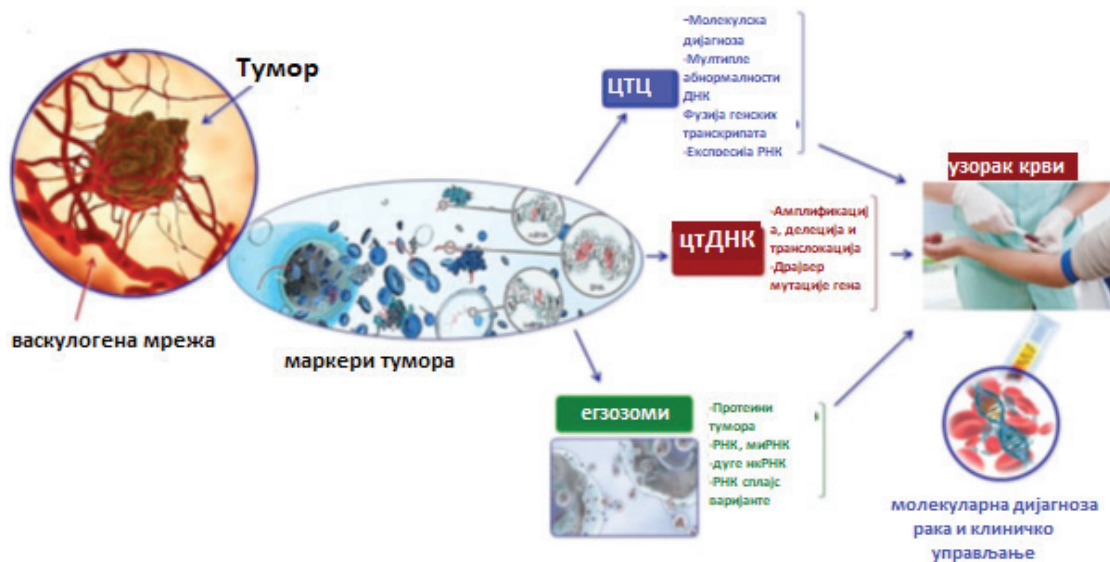 Тумор
васкулогена мрежа
маркери тумора
ЦТЦ
-Молекулска
дијагноза
-Мултипле
абнормалности
ДНК
Фузија генских
транскрипата
-Експресија РНК
цтДНК
-Амплификациј
а, делеција и
транслокација
-Драјвер
мутације гена
егзозоми
-Протеини
тумора
-РНК, миРНК
-дуге нкРНК
-РНК сплајс
варијанте
узорак крви
молекуларна дијагноза
рака и клиничко
управљање